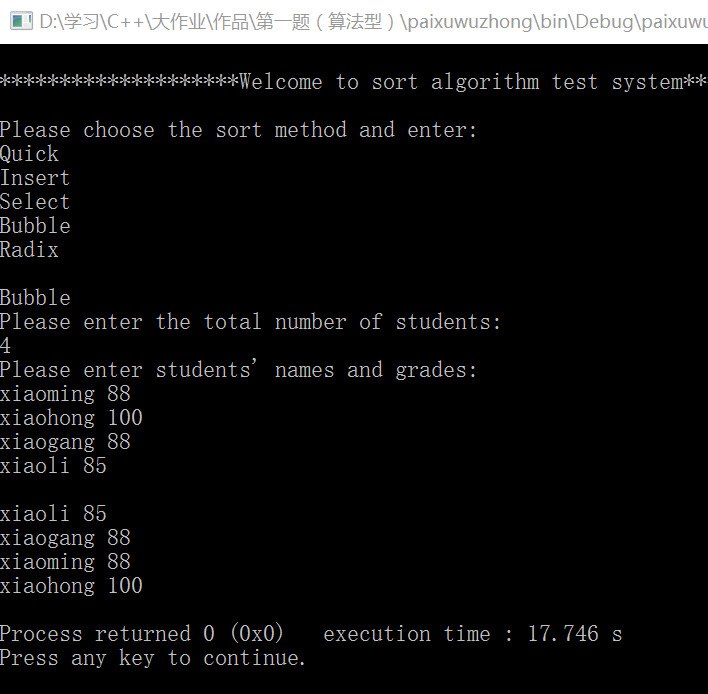 D:\学习\C++\大作业\作品\第一题（算法型）\paixuwuzhong\bin\Debug\paixuwu
********************Welcome to sort algorithm test system**
Please choose the sort method and enter:
Quick
Insert
Select
Bubble
Radix
Bubble
Please enter the total number of students:
4
Please enter students' names and grades:
xiaoming 88
xiaohong 100
xiaogang 88
xiaoli 85
xiaoli 85
xiaogang 88
xiaoming 88
xiaohong 100
Process returned 0 (0x0)   execution time : 17.746 s
Press any key to continue.